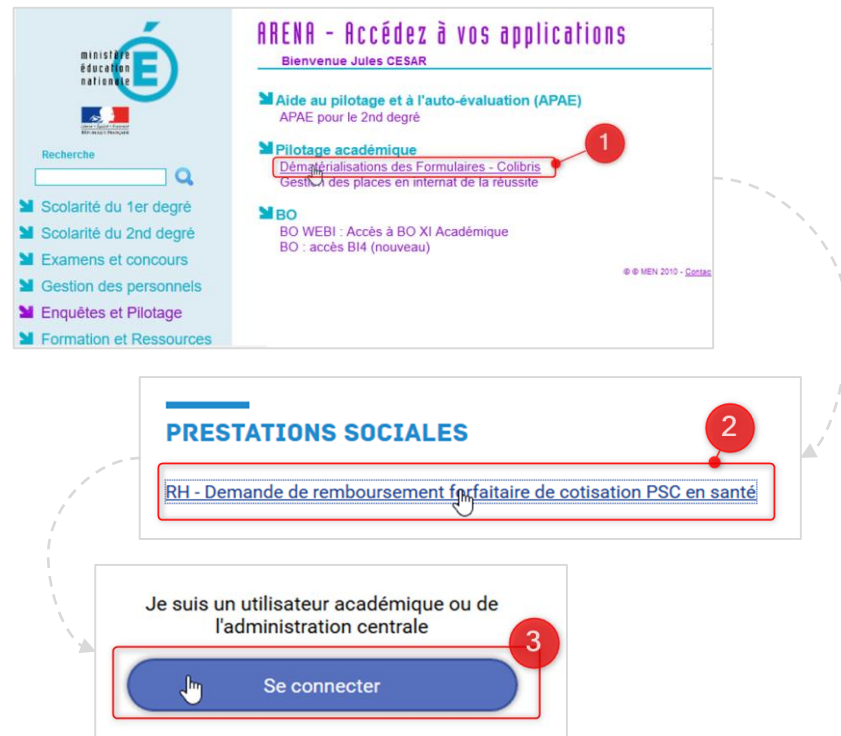 ministère
éducation
nationale
Recherche
Scolarité du 1er degré
Scolarité du 2nd degré
Examens et concours
Gestion des personnels
Enquêtes et Pilotage
Formation et Ressources
ARENA - Accédez à vos applications
Bienvenue Jules CESAR
Aide au pilotage et à l'auto-évaluation (APAE)
APAE pour le 2nd degré
Pilotage académique
1
Dématérialisations des Formulaires - Colibris
Gestion des places en internat de la réussite
BO
BO WEBI : Accès à BO XI Académique
BO : accès BI4 (nouveau)
MEN 2010 - Contac
PRESTATIONS SOCIALES
2
RH - Demande de remboursement forfaitaire de cotisation PSC en santé
Je suis un utilisateur académique ou de
l'administration centrale
3
Se connecter